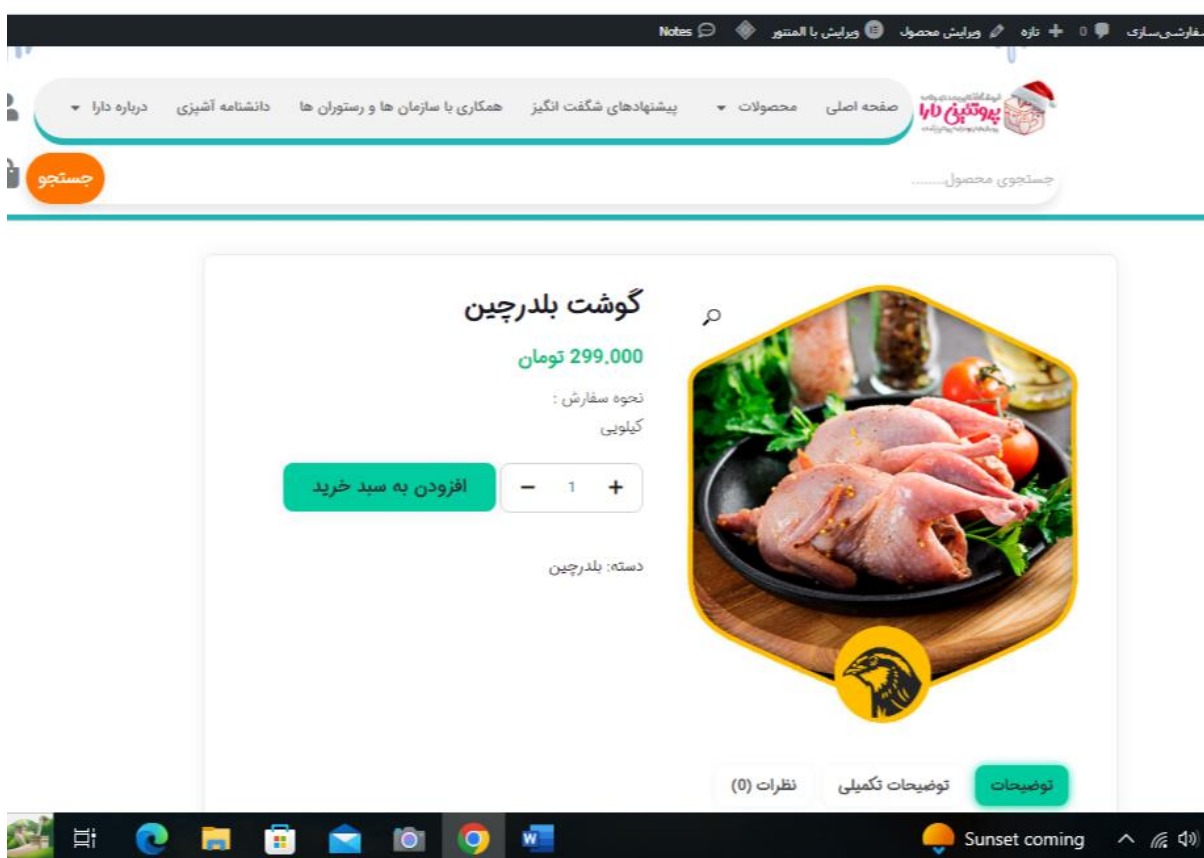 سفارشی‌سازی 0 + تازه ویرایش محصول ویرایش با المنتور Notes
پروتئین دارا
صفحه اصلی محصولات پیشنهادهای شگفت انگیز همکاری با سازمان ها و رستوران ها دانشنامه آشپزی درباره دارا
جستجوی محصول........ جستجو
گوشت بلدرچین
299,000 تومان
نحوه سفارش :
کیلویی
+ 1 − افزودن به سبد خرید
دسته: بلدرچین
توضیحات توضیحات تکمیلی نظرات (0)
Sunset coming